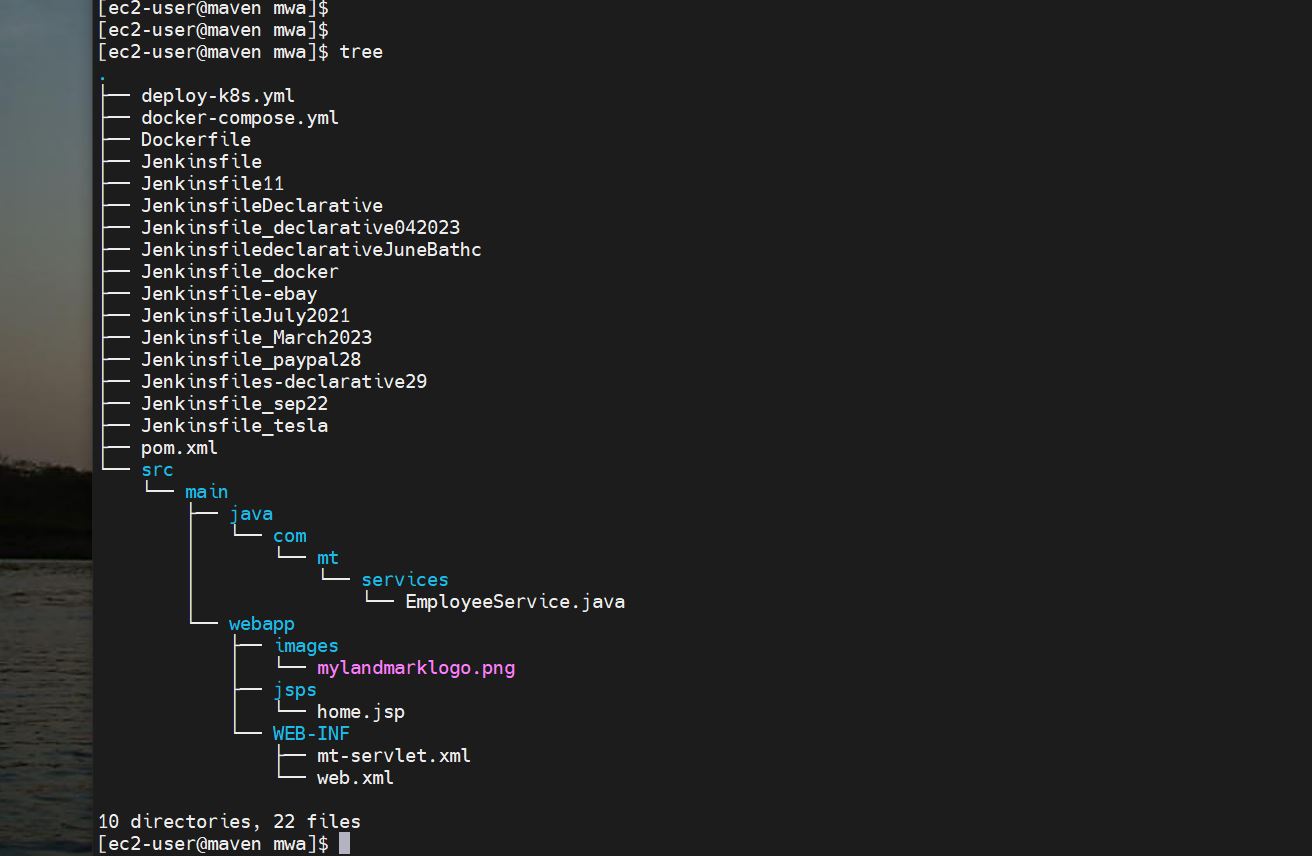 [ec2-user@maven mwa]$
[ec2-user@maven mwa]$
[ec2-user@maven mwa]$ tree
.
├── deploy-k8s.yml
├── docker-compose.yml
├── Dockerfile
├── Jenkinsfile
├── Jenkinsfile11
├── JenkinsfileDeclarative
├── Jenkinsfile_declarative042023
├── JenkinsfiledeclarativeJuneBathc
├── Jenkinsfile_docker
├── Jenkinsfile-ebay
├── JenkinsfileJuly2021
├── Jenkinsfile_March2023
├── Jenkinsfile_paypal28
├── Jenkinsfiles-declarative29
├── Jenkinsfile_sep22
├── Jenkinsfile_tesla
├── pom.xml
└── src
    └── main
        ├── java
        │   └── com
        │       └── mt
        │           └── services
        │               └── EmployeeService.java
        └── webapp
            ├── images
            │   └── mylandmarklogo.png
            ├── jsps
            │   └── home.jsp
            └── WEB-INF
                ├── mt-servlet.xml
                └── web.xml

10 directories, 22 files
[ec2-user@maven mwa]$